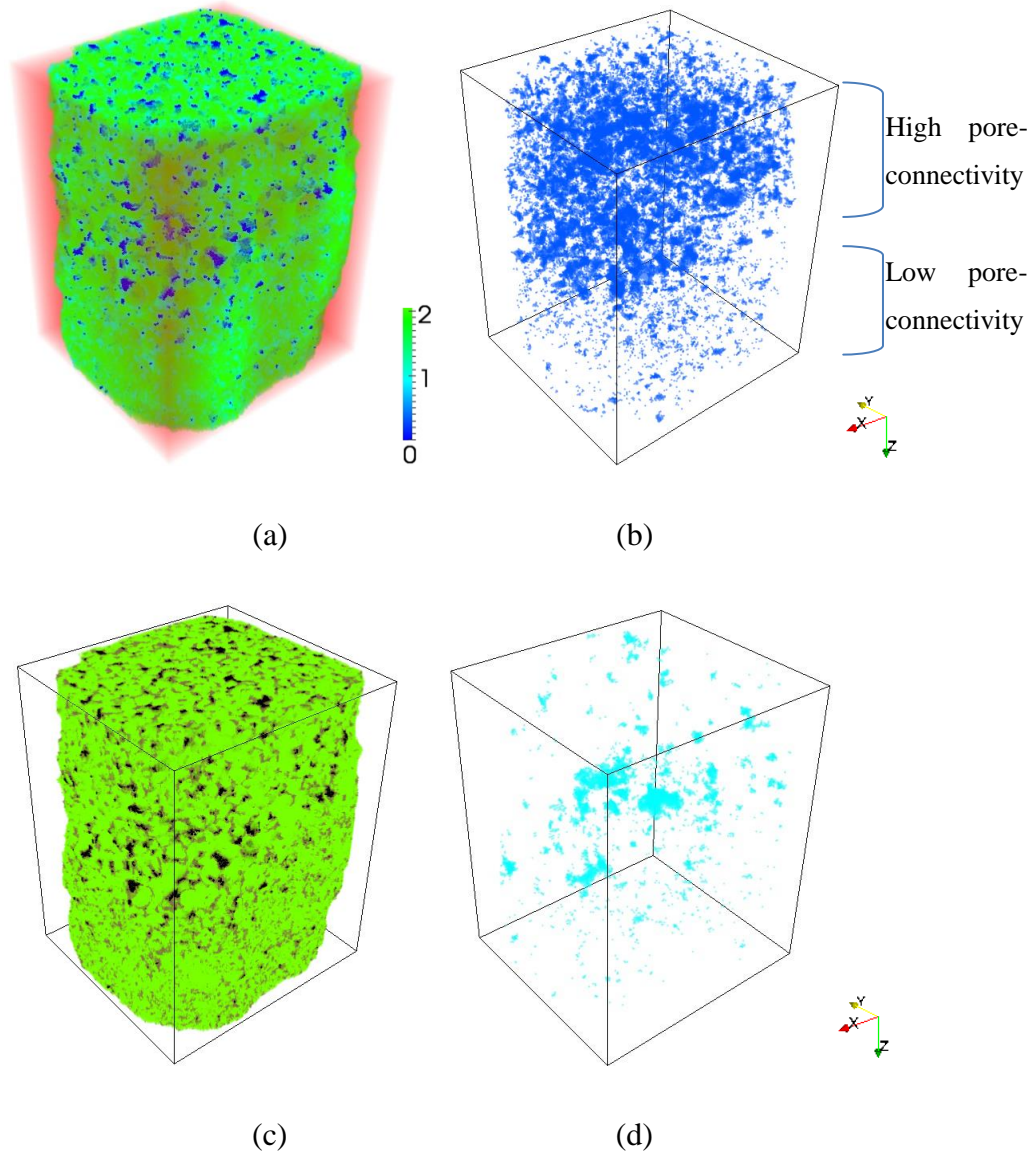 High pore-
connectivity
Low pore-
connectivity
2
1
0
Y
X
Z
(a)
(b)
Y
X
Z
(c)
(d)